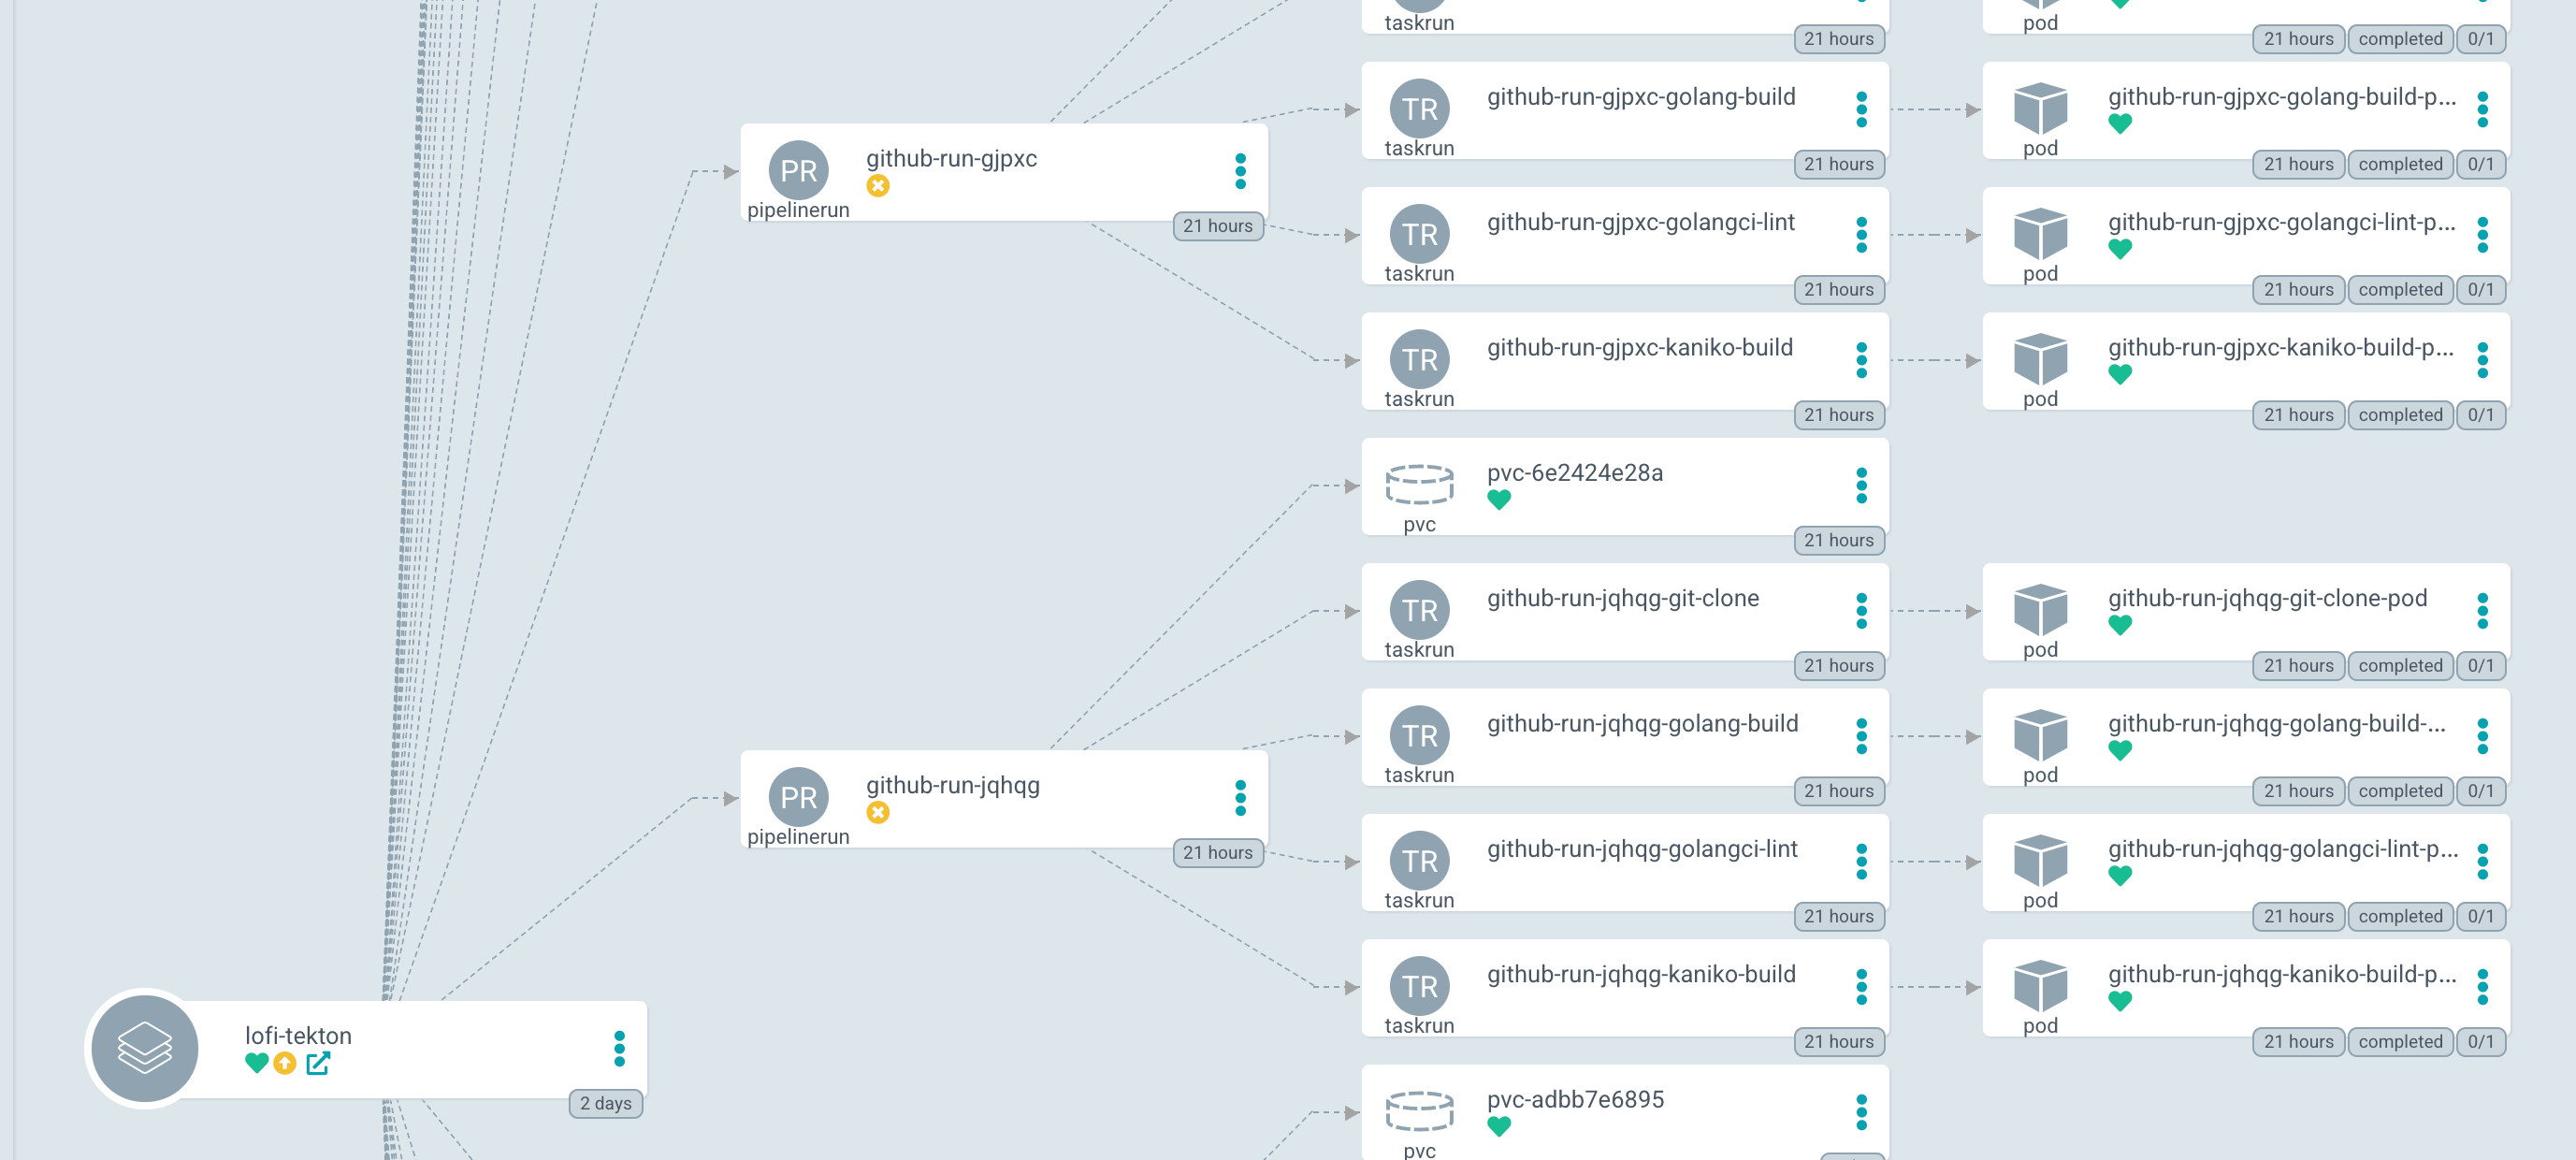 taskrun
21 hours
pod
21 hours completed 0/1
github-run-gjpxc-golang-build
taskrun
21 hours
github-run-gjpxc-golang-build-p...
pod
21 hours completed 0/1
PR
github-run-gjpxc
pipelinerun
21 hours
TR
github-run-gjpxc-golangci-lint
taskrun
21 hours
github-run-gjpxc-golangci-lint-p...
pod
21 hours completed 0/1
TR
github-run-gjpxc-kaniko-build
taskrun
21 hours
github-run-gjpxc-kaniko-build-p...
pod
21 hours completed 0/1
TR
pvc-6e2424e28a
pvc
21 hours
TR
github-run-jqhqg-git-clone
taskrun
21 hours
github-run-jqhqg-git-clone-pod
pod
21 hours completed 0/1
TR
github-run-jqhqg-golang-build
taskrun
21 hours
github-run-jqhqg-golang-build-...
pod
21 hours completed 0/1
PR
github-run-jqhqg
pipelinerun
21 hours
TR
github-run-jqhqg-golangci-lint
taskrun
21 hours
github-run-jqhqg-golangci-lint-p...
pod
21 hours completed 0/1
TR
github-run-jqhqg-kaniko-build
taskrun
21 hours
github-run-jqhqg-kaniko-build-p...
pod
21 hours completed 0/1
lofi-tekton
2 days
pvc-adbb7e6895
pvc